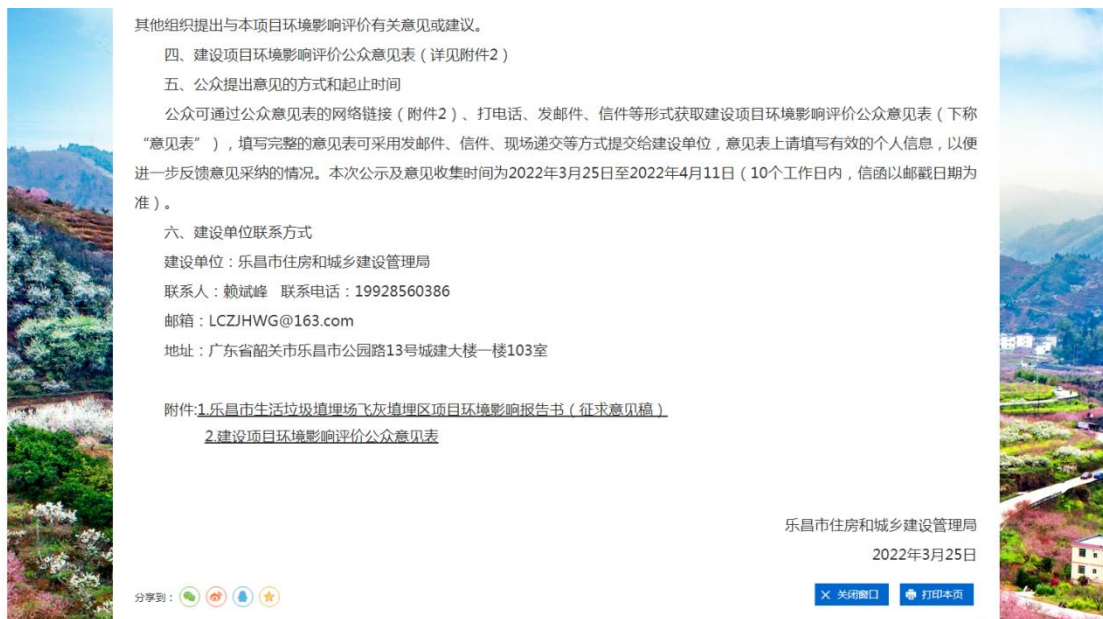 其他组织提出与本项目环境影响评价有关意见或建议。
四、建设项目环境影响评价公众意见表（详见附件2）
五、公众提出意见的方式和起止时间
公众可通过公众意见表的网络链接（附件2）、打电话、发邮件、信件等形式获取建设项目环境影响评价公众意见表（下称
“意见表”），填写完整的意见表可采用发邮件、信件、现场递交等方式提交给建设单位，意见表上请填写有效的个人信息，以便
进一步反馈意见采纳的情况。本次公示及意见收集时间为2022年3月25日至2022年4月11日（10个工作日内，信函以邮戳日期为
准）。
六、建设单位联系方式
建设单位：乐昌市住房和城乡建设管理局
联系人：赖斌峰 联系电话：19928560386
邮箱：LCZJHWG@163.com
地址：广东省韶关市乐昌市公园路13号城建大楼一楼103室
附件:1.乐昌市生活垃圾填埋场飞灰填埋区项目环境影响报告书（征求意见稿）
2.建设项目环境影响评价公众意见表
乐昌市住房和城乡建设管理局
2022年3月25日
分享到： 关闭窗口 打印本页